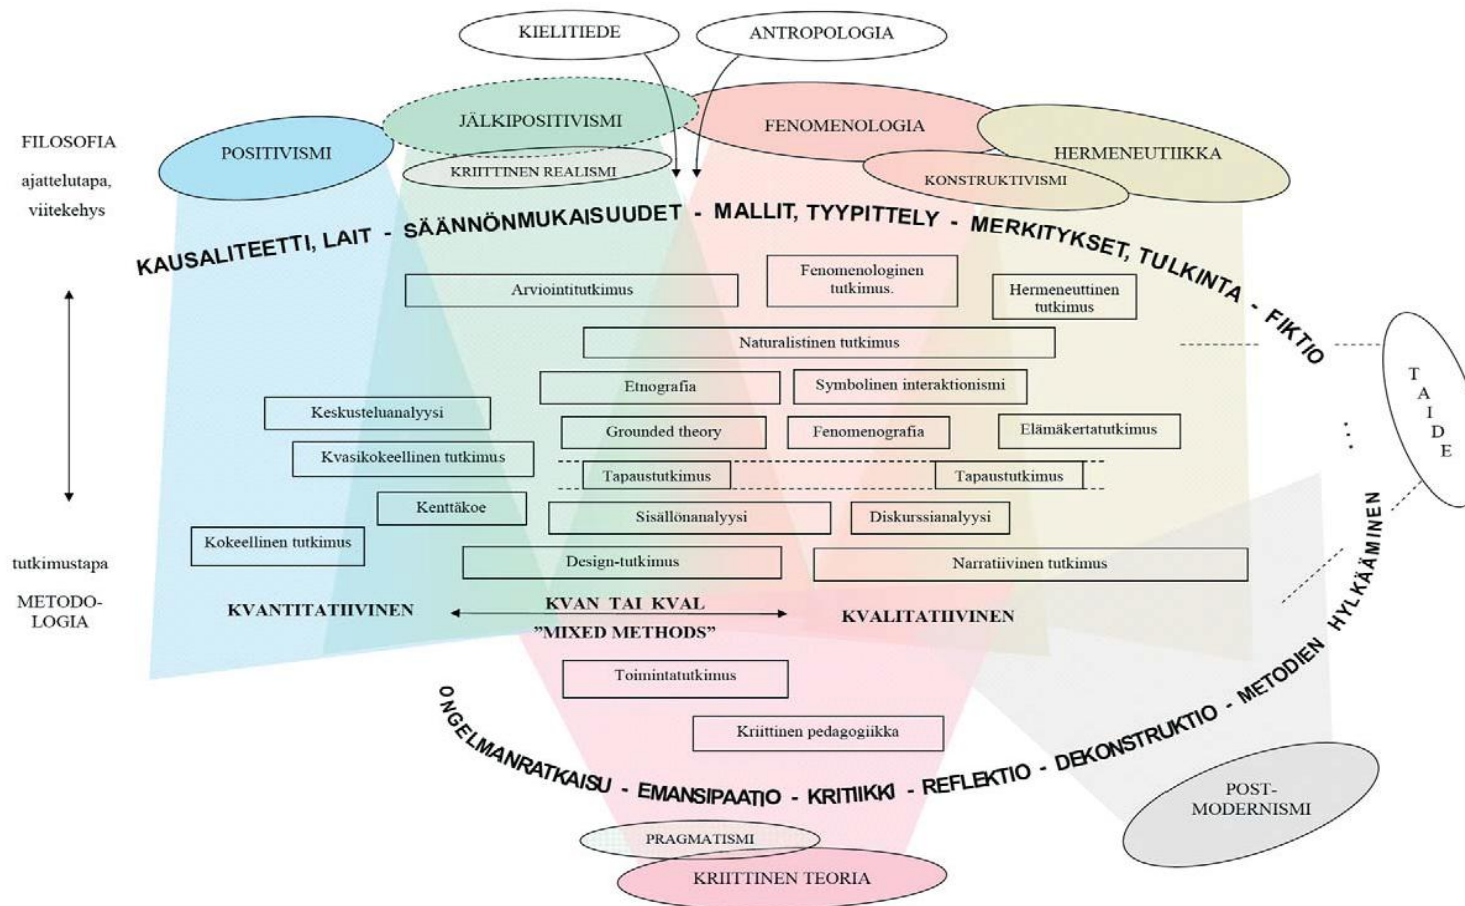 KIELITIEDE
ANTROPOLOGIA
FILOSOFIA
ajattelutapa,
viitekehys
POSITIVISMI
JÄLKIPOSITIVISMI
KRIITTINEN REALISMI
FENOMENOLOGIA
HERMENEUTIIKKA
KONSTRUKTIVISMI
KAUSALITEETTI, LAIT - SÄÄNNÖNMUKAISUUDET - MALLIT, TYYPITTELY - MERKITYKSET, TULKINTA - FIKTIO
...
Arviointitutkimus
Fenomenologinen
tutkimus.
Hermeneuttinen
tutkimus
Naturalistinen tutkimus
Etnografia
Symbolinen interaktionismi
Keskusteluanalyysi
Grounded theory
Fenomenografia
Elämäkertatutkimus
Kvasikokeellinen tutkimus
Tapaustutkimus
Tapaustutkimus
Kenttäkoe
Sisällönanalyysi
Diskurssianalyysi
Kokeellinen tutkimus
Design-tutkimus
Narratiivinen tutkimus
TAIDE
tutkimustapa
METODO-
LOGIA
KVANTITATIIVINEN
KVAN TAI KVAL
"MIXED METHODS"
KVALITATIIVINEN
Toimintatutkimus
Kriittinen pedagogiikka
ONGELMANRATKAISU - EMANSIPAATIO - KRITIIKKI - REFLEKTIO - DEKONSTRUKTIO - METODIEN HYLKÄÄMINEN
PRAGMATISMI
KRIITTINEN TEORIA
POST-
MODERNISMI